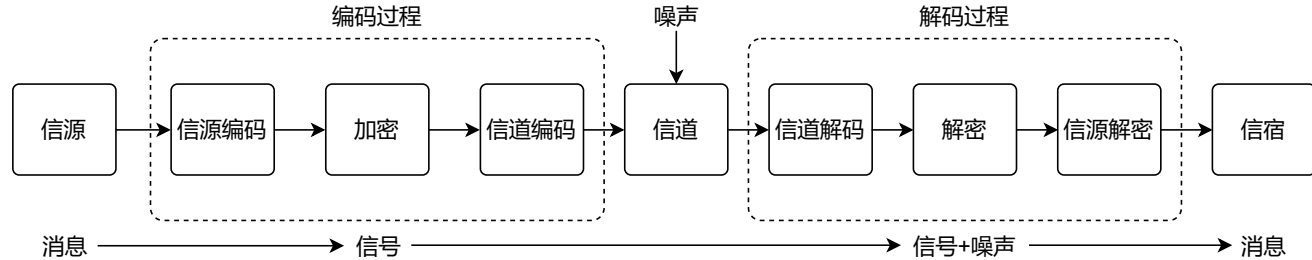 编码过程
噪声
解码过程
信源
信源编码
加密
信道编码
信道
信道解码
解密
信源解密
信宿
消息
信号
信号+噪声
消息